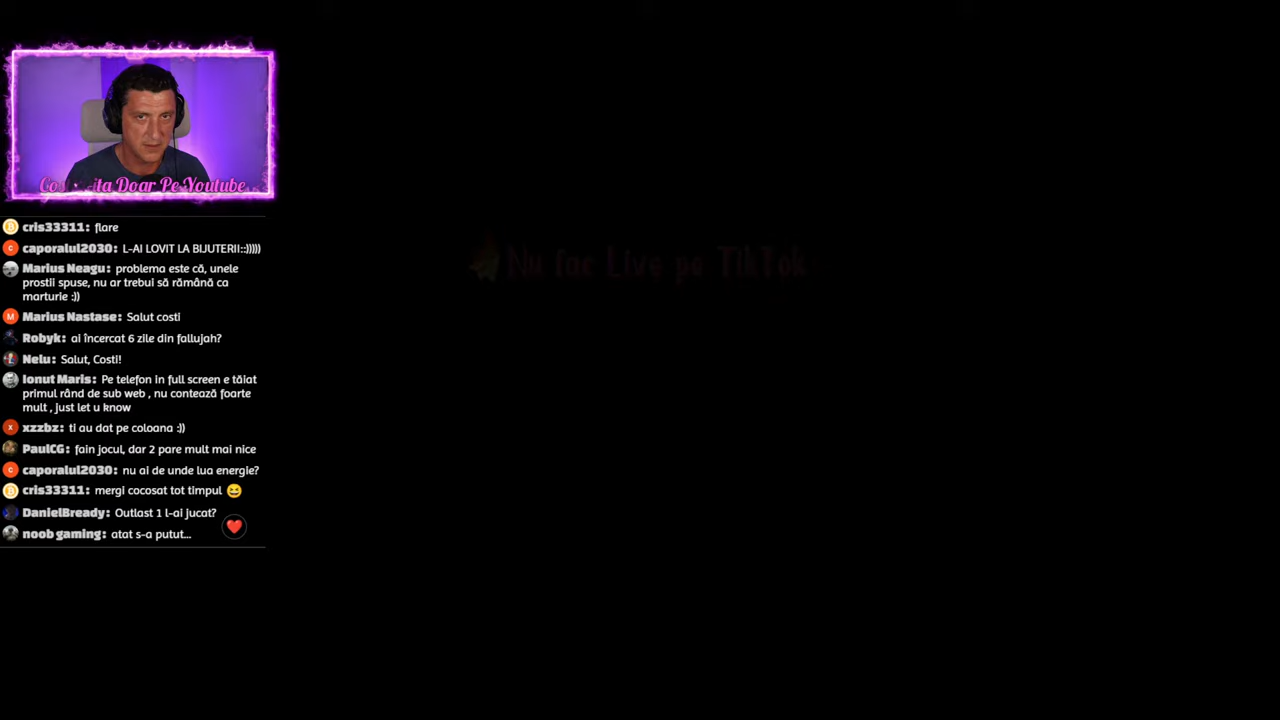 ita Doar Pe Youtube
cris33311: flare
caporalul2030: L-AI LOVIT LA BIJUTERII::)))))
Marius Neagu: problema este că, unele
prostii spuse, nu ar trebui să rămână ca
marturie :))
Marius Nastase: Salut costi
Robyk: ai încercat 6 zile din fallujah?
Nelu: Salut, Costi!
Ionut Maris: Pe telefon in full screen e tăiat
primul rând de sub web , nu contează foarte
mult , just let u know
xzzbz: ti au dat pe coloana :))
PaulCG: fain jocul, dar 2 pare mult mai nice
caporalul2030: nu ai de unde lua energie?
cris33311: mergi cocosat tot timpul 😆
DanielBready: Outlast 1 l-ai jucat?
noob gaming: atat s-a putut...
Nu fac Live pe TikTok